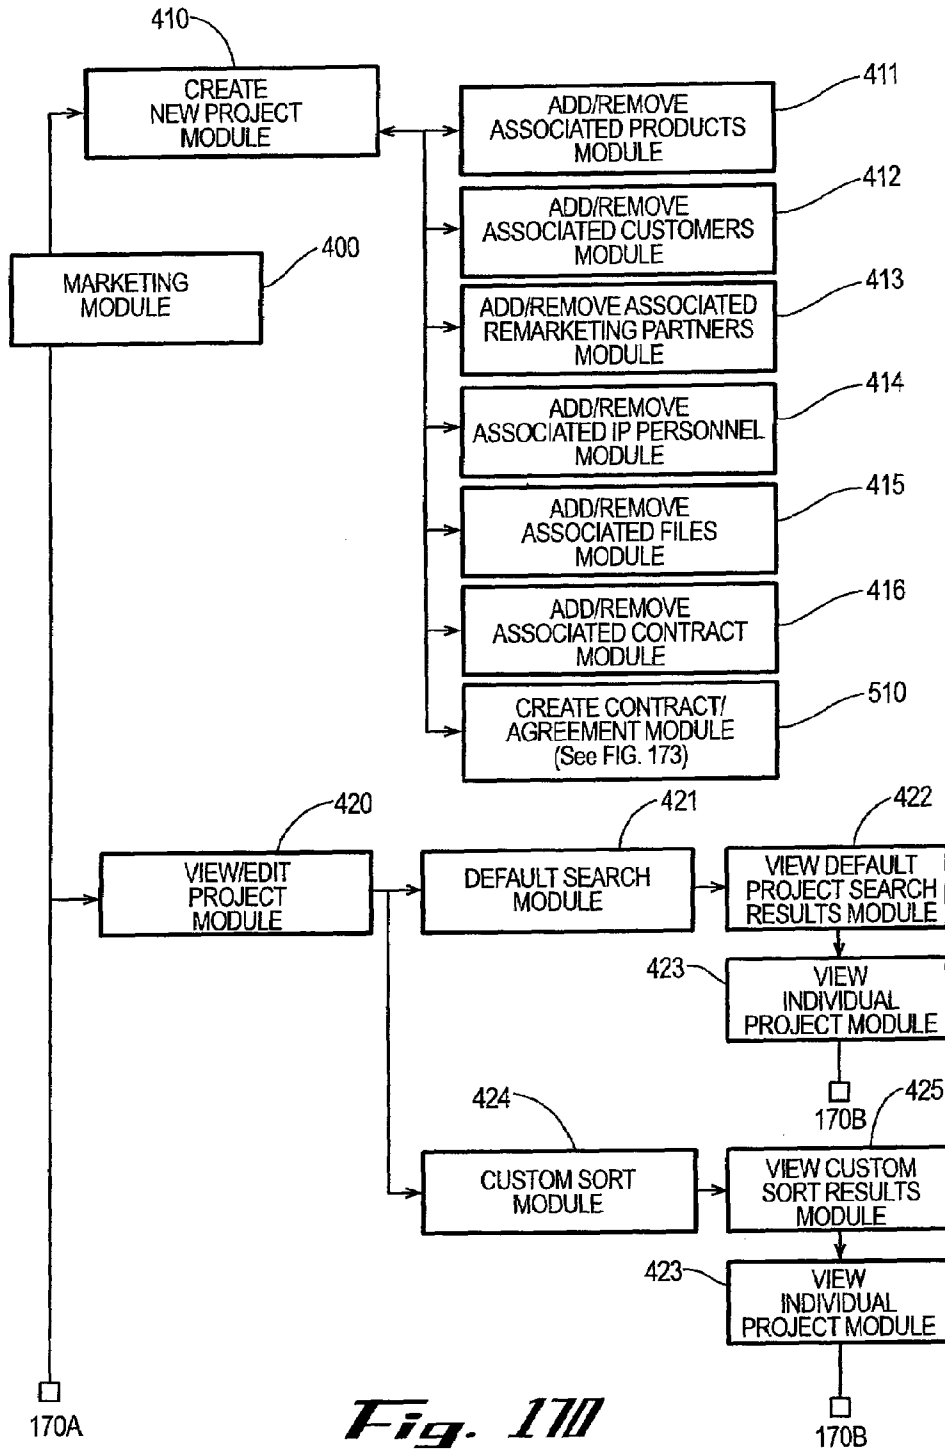 410
CREATE
NEW PROJECT
MODULE
411
ADD/REMOVE
ASSOCIATED PRODUCTS
MODULE
412
ADD/REMOVE
ASSOCIATED CUSTOMERS
MODULE
400
MARKETING
MODULE
413
ADD/REMOVE ASSOCIATED
REMARKETING PARTNERS
MODULE
414
ADD/REMOVE
ASSOCIATED IP PERSONNEL
MODULE
415
ADD/REMOVE
ASSOCIATED FILES
MODULE
416
ADD/REMOVE
ASSOCIATED CONTRACT
MODULE
510
CREATE CONTRACT/
AGREEMENT MODULE
(See FIG. 173)
420
VIEW/EDIT
PROJECT
MODULE
421
DEFAULT SEARCH
MODULE
422
VIEW DEFAULT
PROJECT SEARCH
RESULTS MODULE
423
VIEW
INDIVIDUAL
PROJECT MODULE
170B
424
CUSTOM SORT
MODULE
425
VIEW CUSTOM
SORT RESULTS
MODULE
423
VIEW
INDIVIDUAL
PROJECT MODULE
170A
Fig. 170
170B